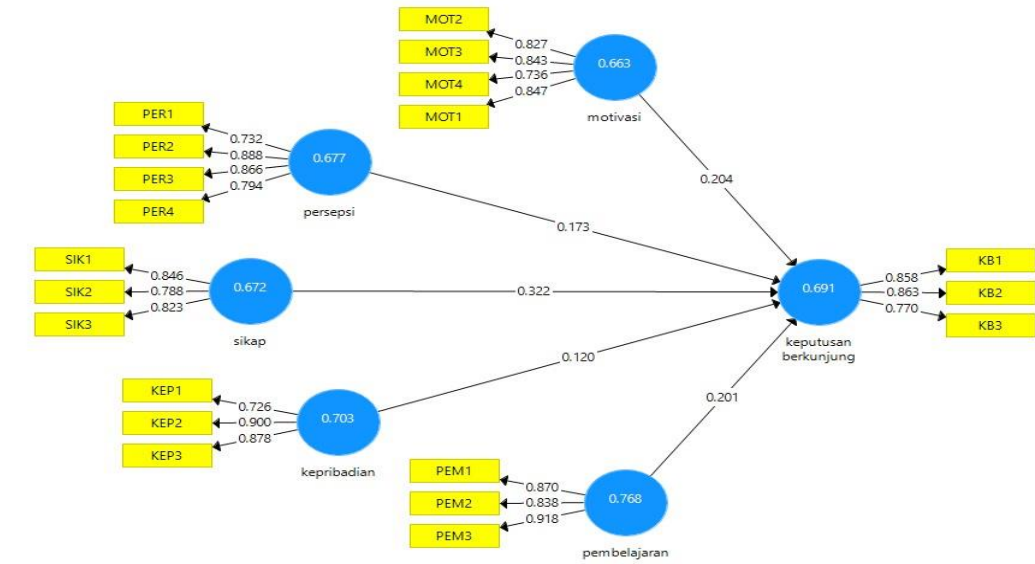 MOT2
MOT3
MOT4
MOT1
0.827
0.843
0.736
0.847
0.663
motivasi
PER1
PER2
PER3
PER4
0.732
0.888
0.866
0.794
0.677
persepsi
0.204
0.173
SIK1
SIK2
SIK3
0.846
0.788
0.823
0.672
sikap
0.322
0.691
keputusan
berkunjung
0.858
0.863
0.770
KB1
KB2
KB3
0.120
KEP1
KEP2
KEP3
0.726
0.900
0.878
0.703
kepribadian
0.201
PEM1
PEM2
PEM3
0.870
0.838
0.918
0.768
pembelajaran